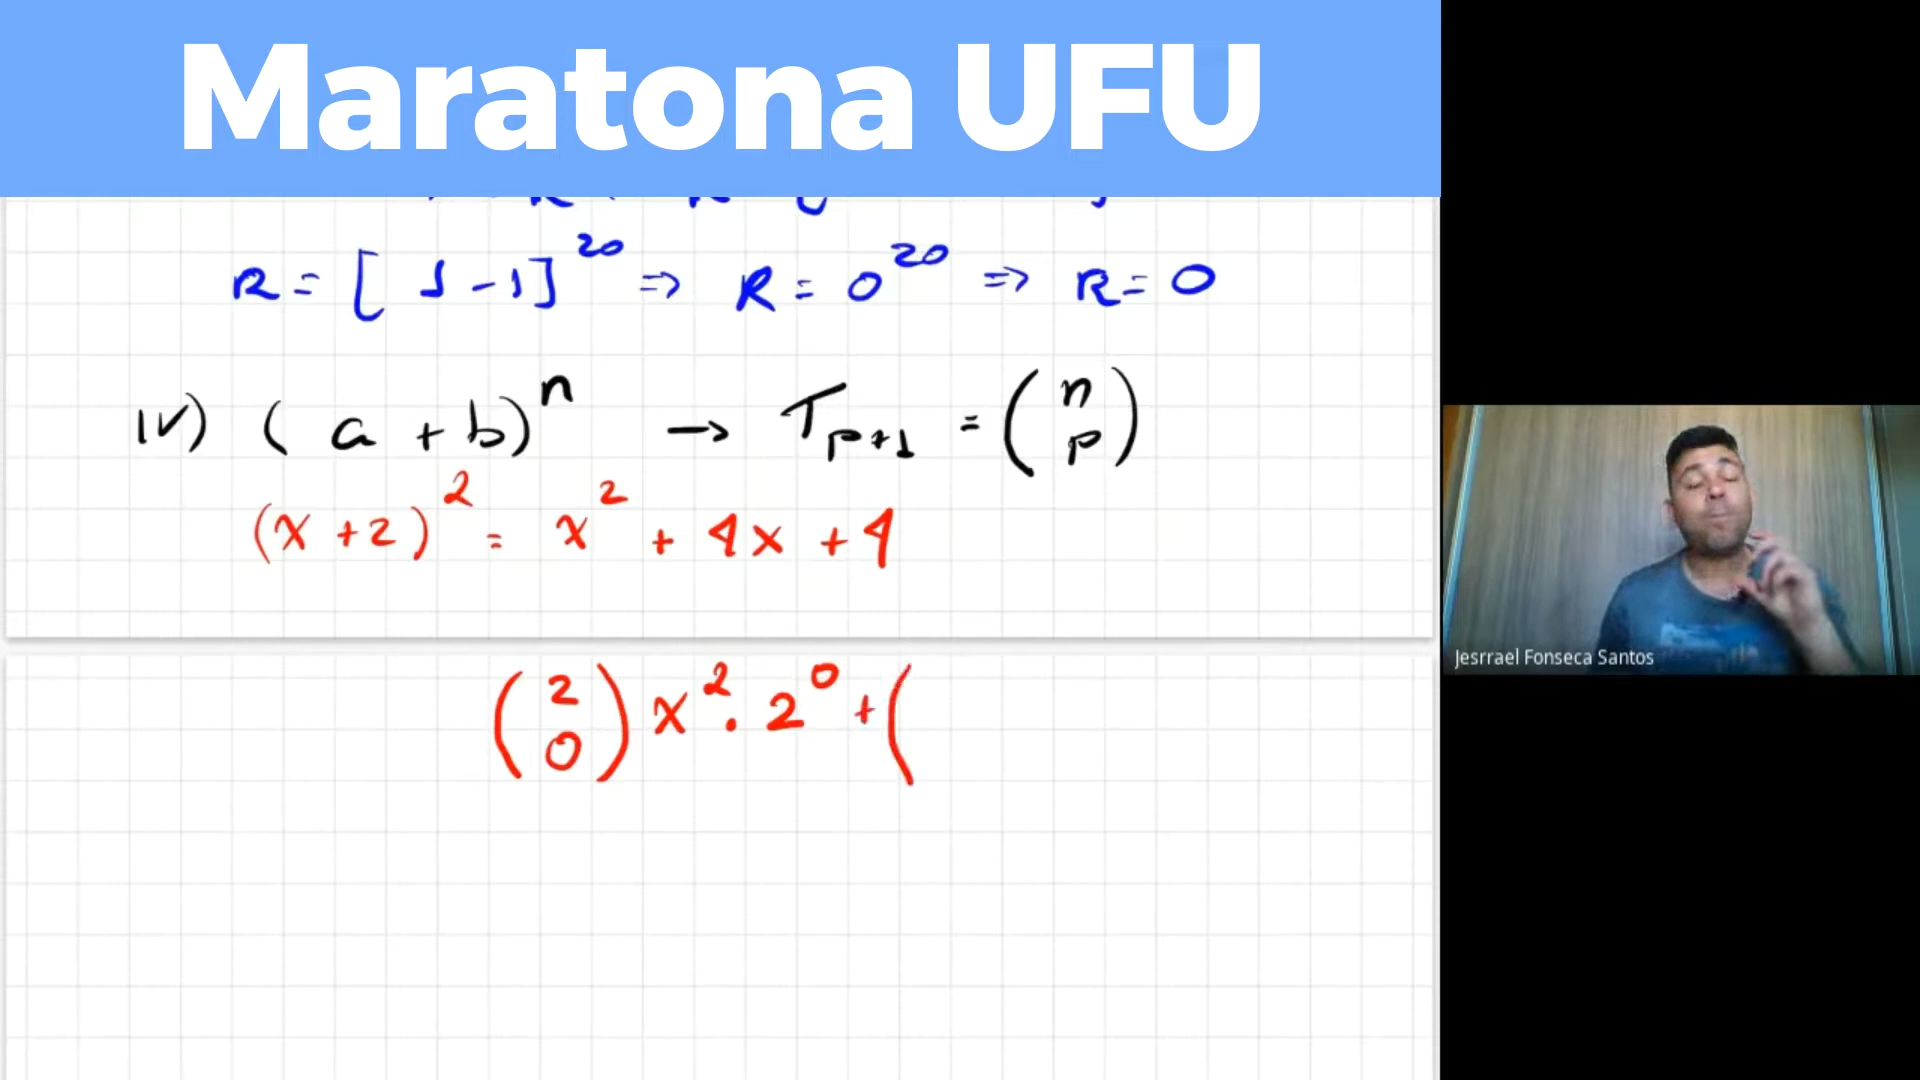 Maratona UFU
R = [ 1 - 1 ]^20 => R = 0^20 => R = 0
IV) ( a + b )^n → T_p+1 = (n p)
(x + 2)^2 = x^2 + 4x + 4
(2 0) x^2 . 2^0 + (
Jesrrael Fonseca Santos